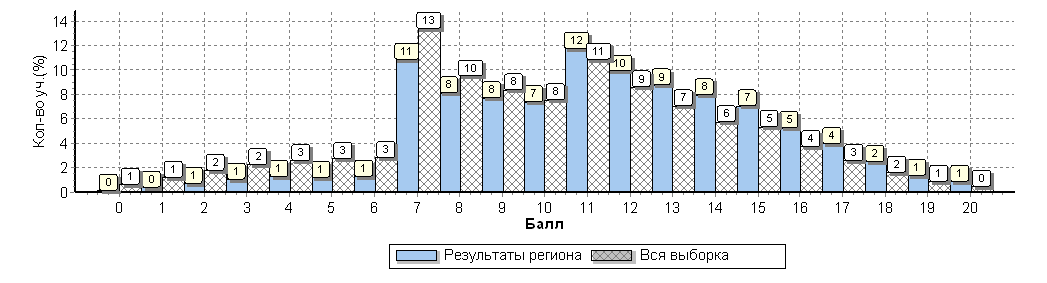 14
12
10
8
6
4
2
0
Кол-во уч.(%)
0 1 0 1 1 2 1 2 1 3 1 3 1 3 11 13 8 10 8 8 7 8 12 11 10 9 9 7 8 6 7 5 5 4 4 3 2 2 1 1 1 0
0 1 2 3 4 5 6 7 8 9 10 11 12 13 14 15 16 17 18 19 20
Балл
Результаты региона Вся выборка